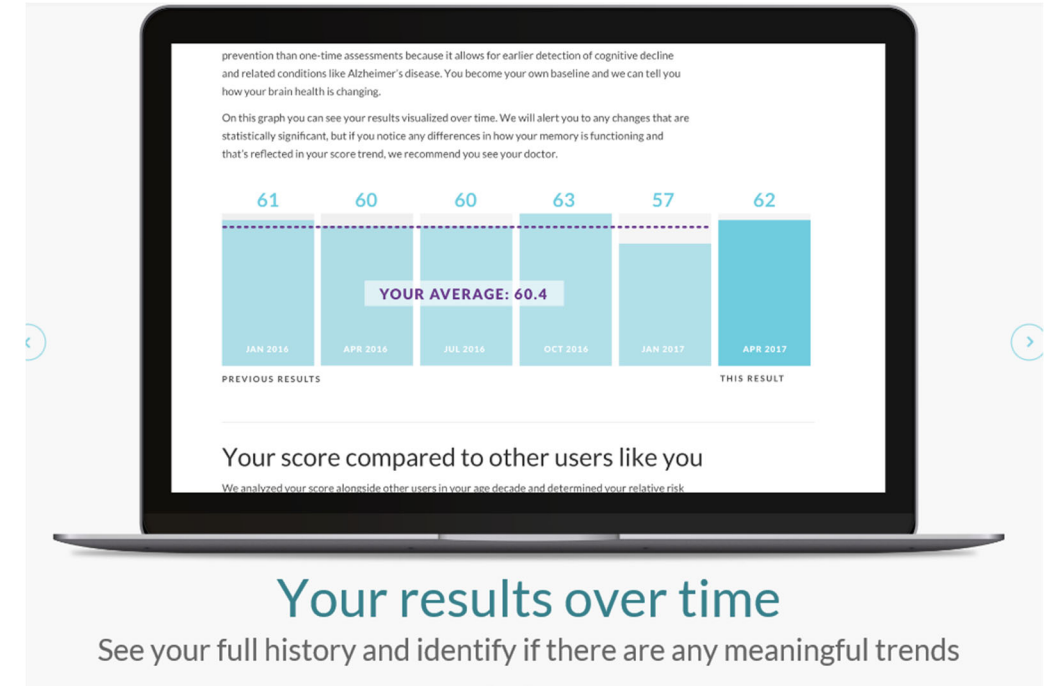 prevention than one-time assessments because it allows for earlier detection of cognitive decline
and related conditions like Alzheimer's disease. You become your own baseline and we can tell you
how your brain health is changing.
On this graph you can see your results visualized over time. We will alert you to any changes that are
statistically significant, but if you notice any differences in how your memory is functioning and
that's reflected in your score trend, we recommend you see your doctor.
61 60 60 63 57 62
YOUR AVERAGE: 60.4
JAN 2016 APR 2016 JUL 2016 OCT 2016 JAN 2017 APR 2017
PREVIOUS RESULTS THIS RESULT
Your score compared to other users like you
We analyzed your score alongside other users in your age decade and determined your relative risk
Your results over time
See your full history and identify if there are any meaningful trends